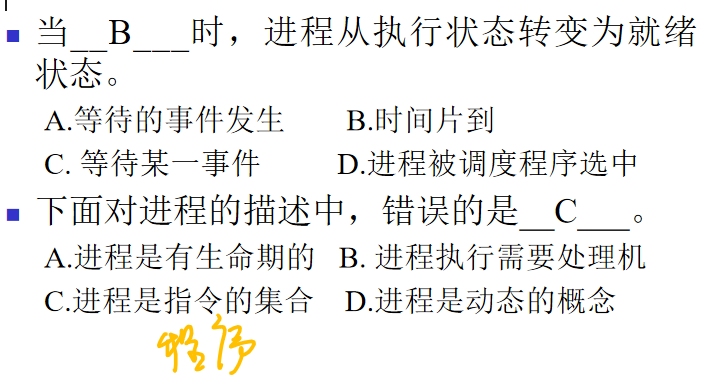 ■ 当__B___时，进程从执行状态转变为就绪
状态。
A.等待的事件发生 B.时间片到
C. 等待某一事件 D.进程被调度程序选中
■ 下面对进程的描述中，错误的是__C___。
A.进程是有生命期的 B. 进程执行需要处理机
C.进程是指令的集合 D.进程是动态的概念
程序